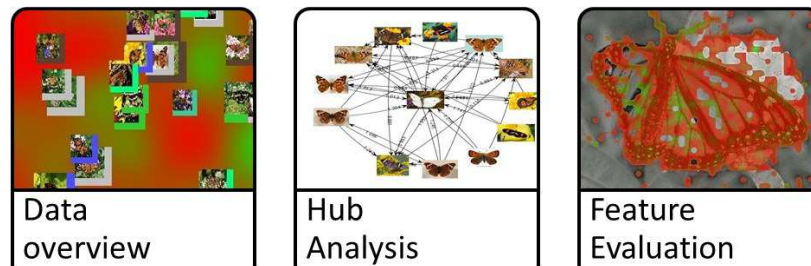 Data
overview
Hub
Analysis
Feature
Evaluation